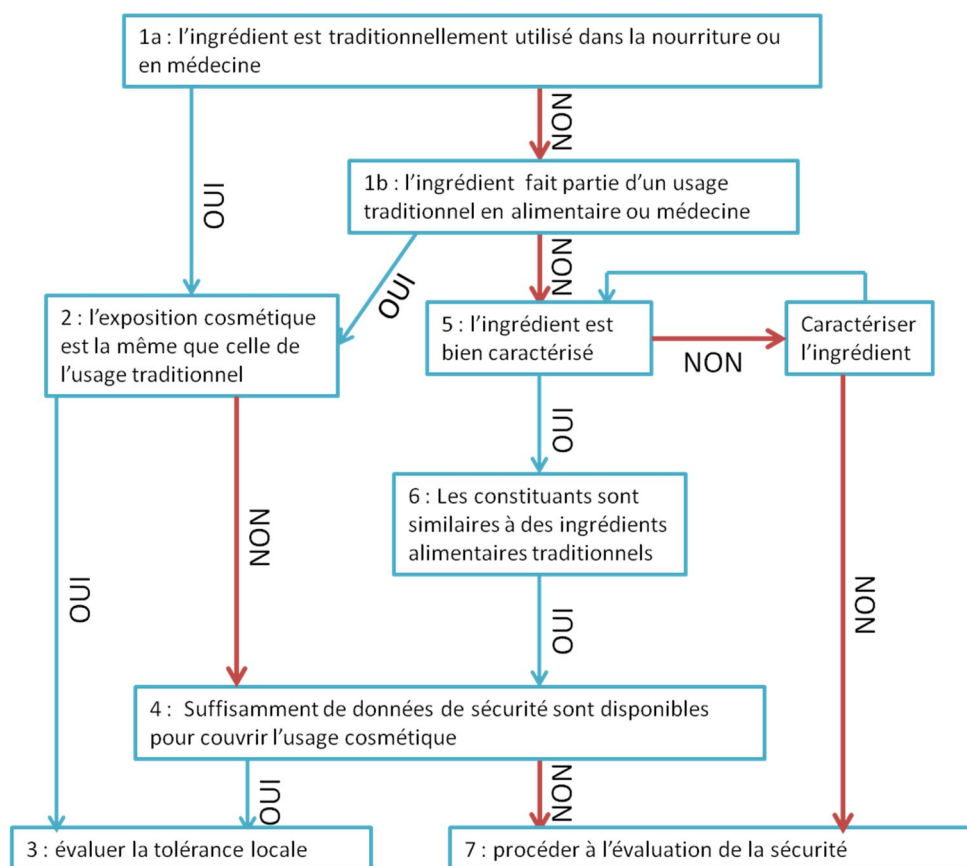 1a : l'ingrédient est traditionnellement utilisé dans la nourriture ou
en médecine
OUI
NON
1b : l'ingrédient fait partie d'un usage
traditionnel en alimentaire ou médecine
OUI
NON
2 : l'exposition cosmétique
est la même que celle de
l'usage traditionnel
5 : l'ingrédient est
bien caractérisé
NON
Caractériser
l'ingrédient
OUI
6 : Les constituants sont
similaires à des ingrédients
alimentaires traditionnels
OUI
NON
OUI
NON
4 : Suffisamment de données de sécurité sont disponibles
pour couvrir l'usage cosmétique
OUI
NON
3 : évaluer la tolérance locale
7 : procéder à l'évaluation de la sécurité